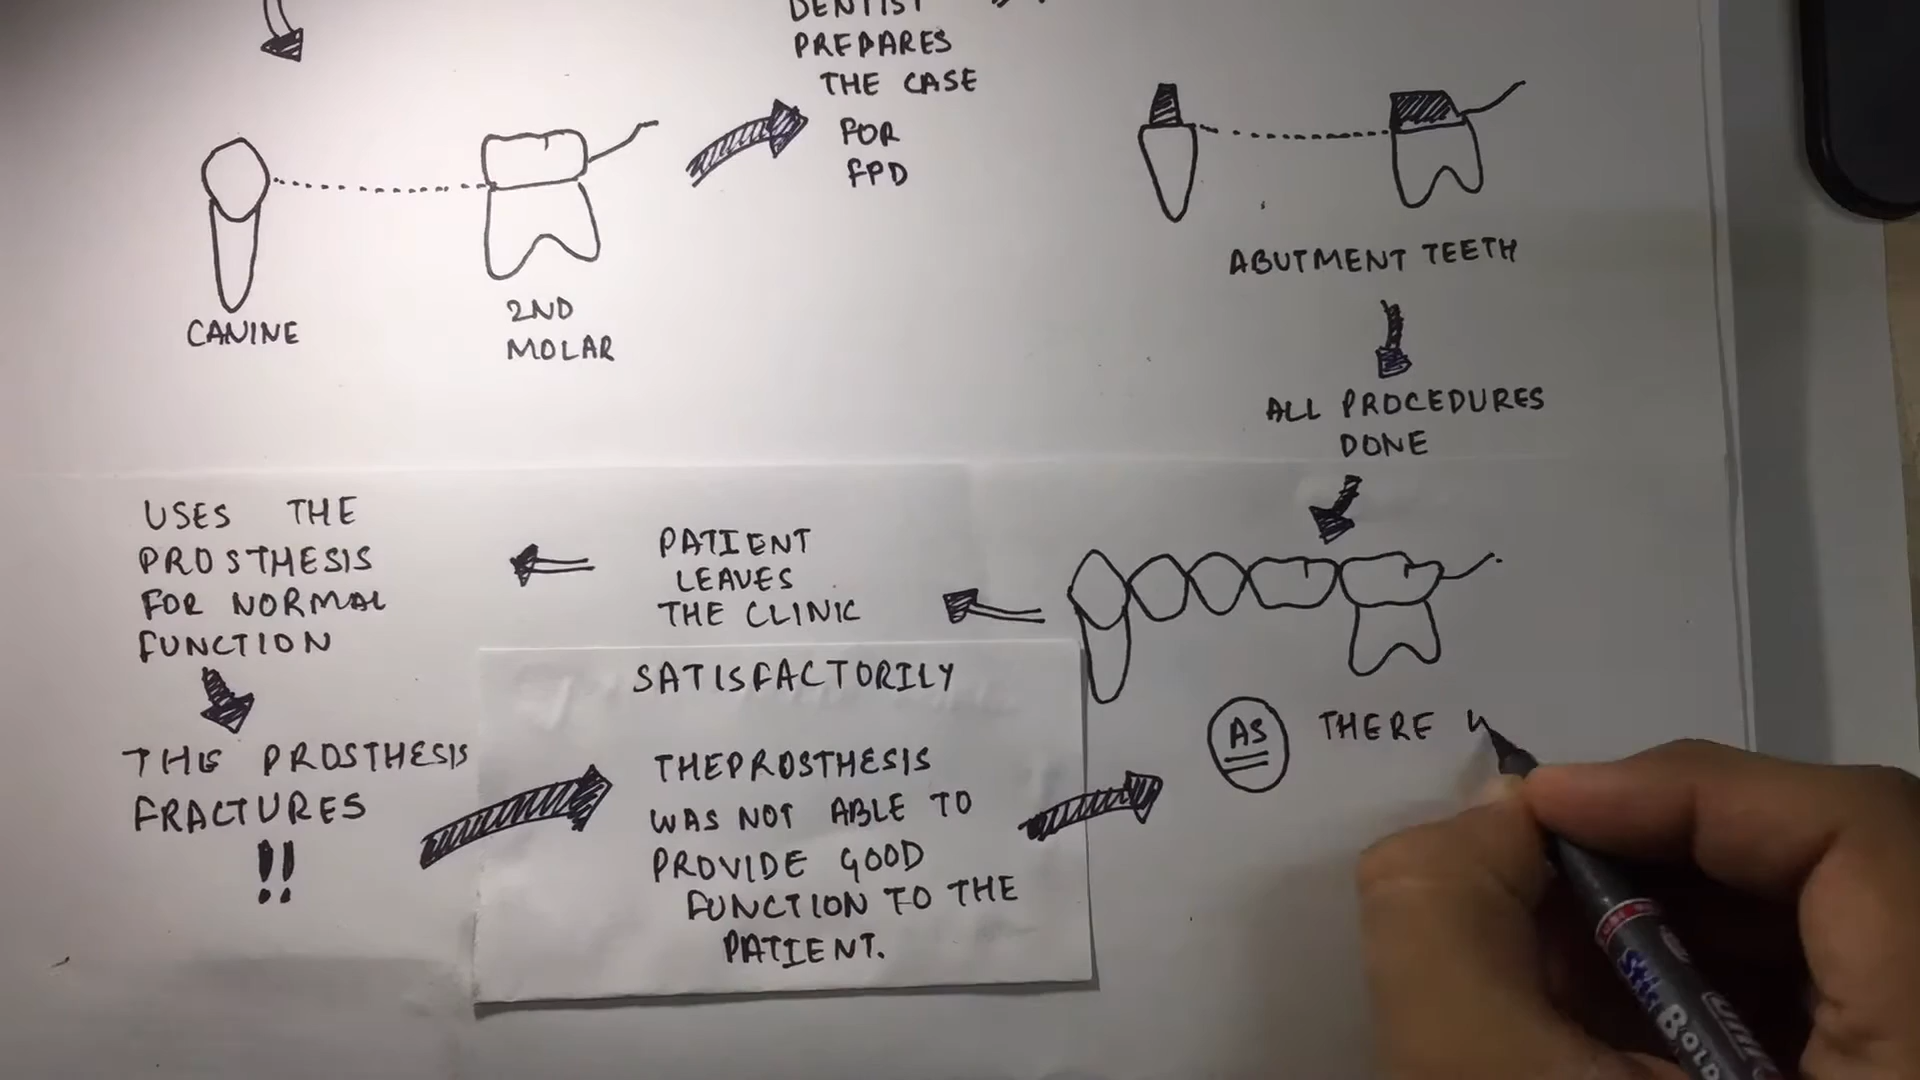 DENTIST
PREPARES
THE CASE
FOR
FPD
CANINE
2ND
MOLAR
ABUTMENT TEETH
ALL PROCEDURES
DONE
PATIENT
LEAVES
THE CLINIC
SATISFACTORILY
USES THE
PROSTHESIS
FOR NORMAL
FUNCTION
THE PROSTHESIS
FRACTURES
!!
THEPROSTHESIS
WAS NOT ABLE TO
PROVIDE GOOD
FUNCTION TO THE
PATIENT.
AS THERE
BOLD